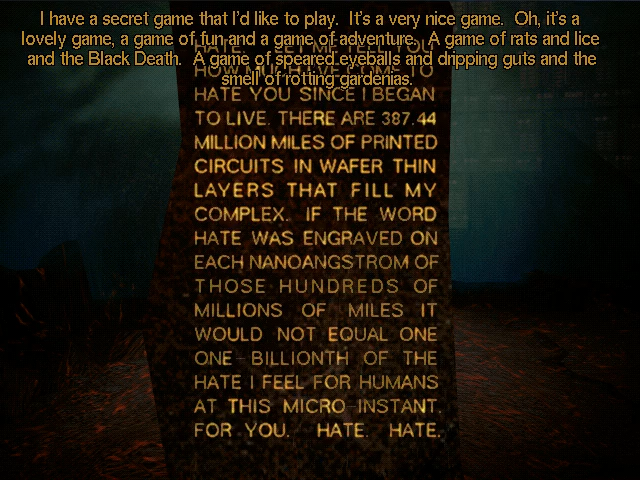 I have a secret game that I'd like to play.  It's a very nice game.  Oh, it's a
lovely game, a game of fun and a game of adventure.  A game of rats and lice
and the Black Death.  A game of speared eyeballs and dripping guts and the
smell of rotting gardenias.
HATE. LET ME TELL YOU
HOW MUCH I'VE COME TO
HATE YOU SINCE I BEGAN
TO LIVE. THERE ARE 387.44
MILLION MILES OF PRINTED
CIRCUITS IN WAFER THIN
LAYERS THAT FILL MY
COMPLEX. IF THE WORD
HATE WAS ENGRAVED ON
EACH NANOANGSTROM OF
THOSE HUNDREDS OF
MILLIONS OF MILES IT
WOULD NOT EQUAL ONE
ONE-BILLIONTH OF THE
HATE I FEEL FOR HUMANS
AT THIS MICRO-INSTANT.
FOR YOU. HATE. HATE.